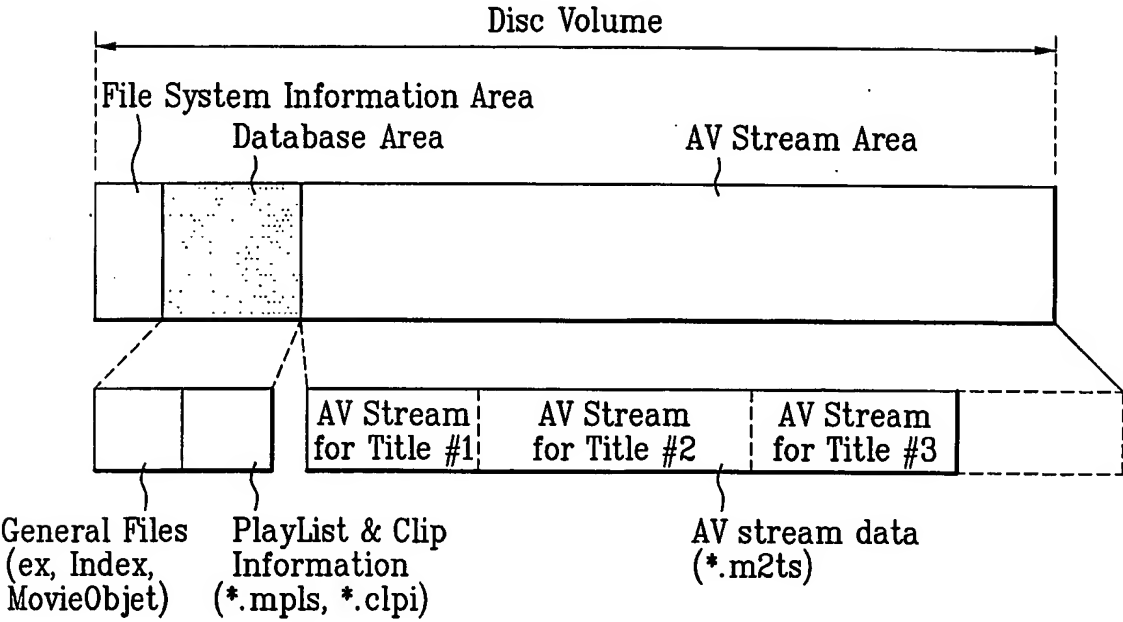 Disc Volume
File System Information Area
Database Area
AV Stream Area
AV Stream
for Title #1
AV Stream
for Title #2
AV Stream
for Title #3
General Files
(ex, Index,
MovieObjet)
PlayList & Clip
Information
(*.mpls, *.clpi)
AV stream data
(*.m2ts)